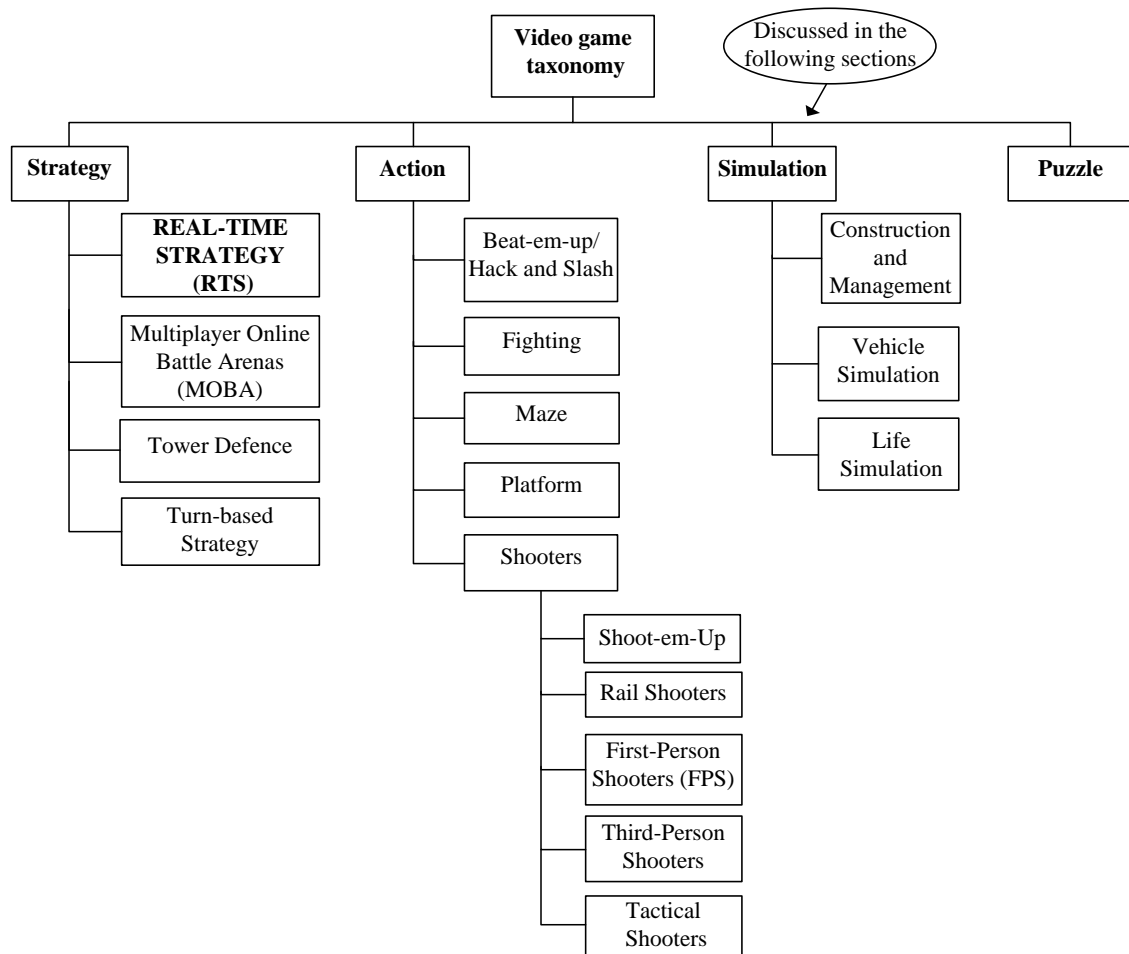 Video game
taxonomy
Discussed in the
following sections
Strategy
Action
Simulation
Puzzle
REAL-TIME
STRATEGY
(RTS)
Multiplayer Online
Battle Arenas
(MOBA)
Tower Defence
Turn-based
Strategy
Beat-em-up/
Hack and Slash
Fighting
Maze
Platform
Shooters
Shoot-em-Up
Rail Shooters
First-Person
Shooters (FPS)
Third-Person
Shooters
Tactical
Shooters
Construction
and
Management
Vehicle
Simulation
Life
Simulation